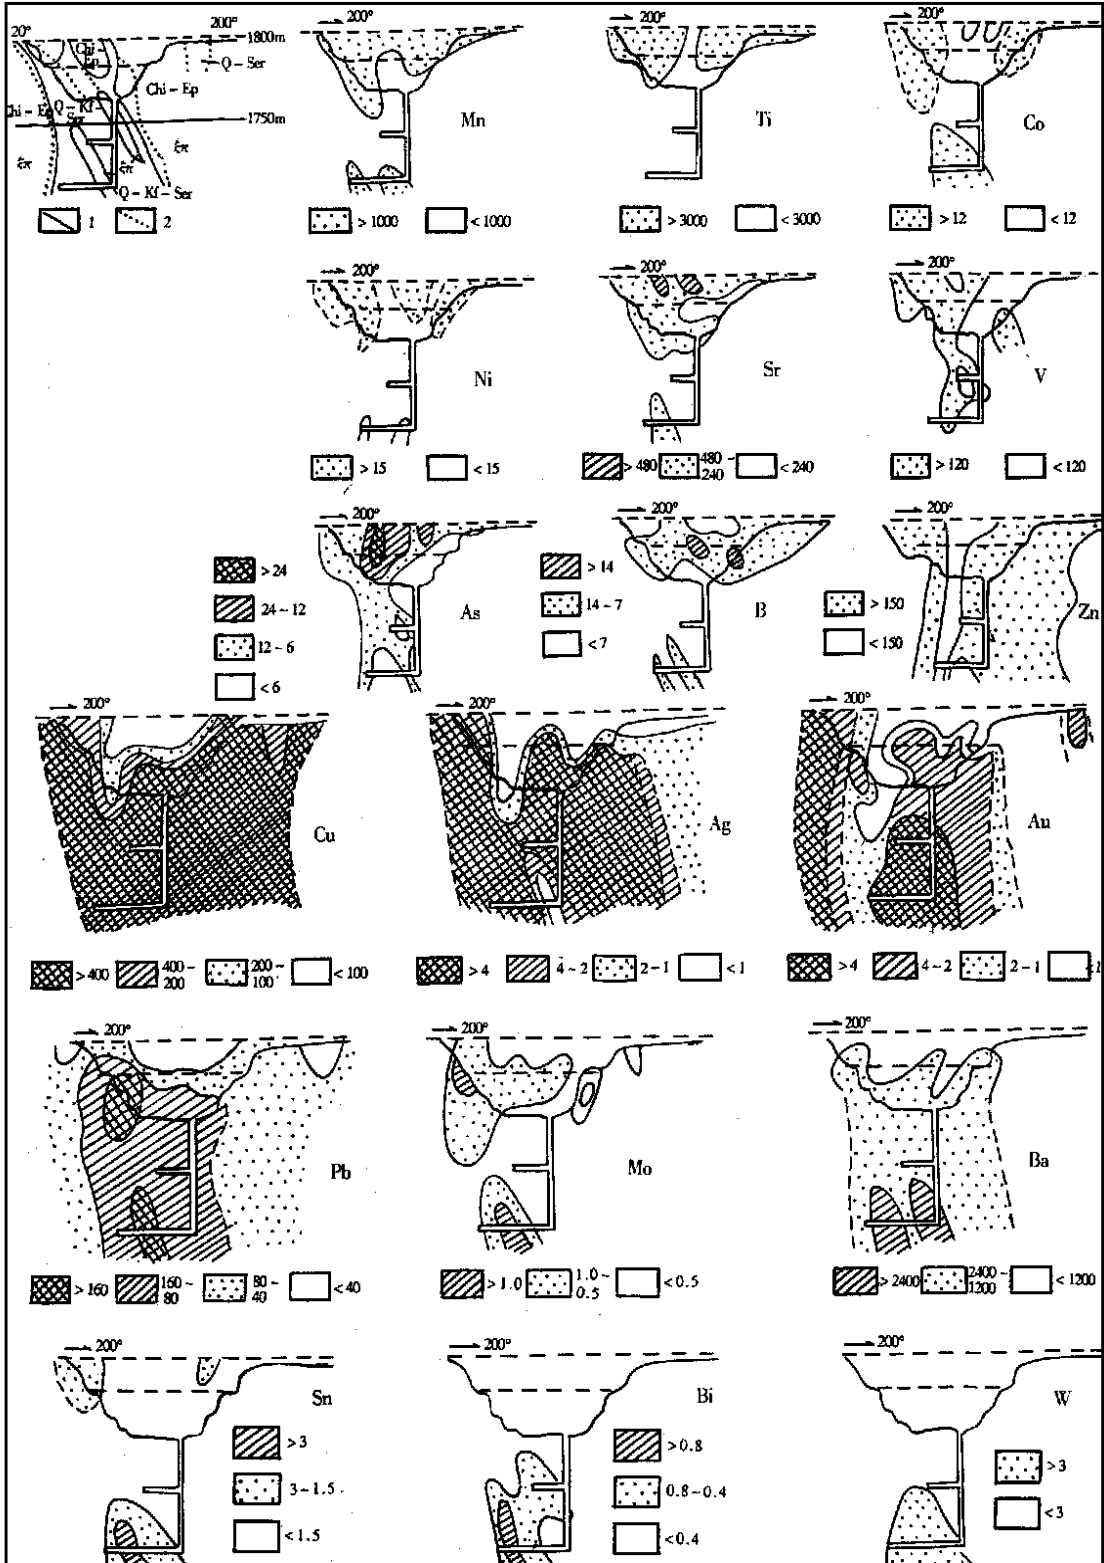 20° 200° 1800m
Chi-Ep Q-Ser
Chi-Ep
Chi-Ep Q-Kf-Ser
1750m
ξπ ξπ ξπ
Q-Kf-Ser
1 2
200°
Mn
>1000 <1000
200°
Ti
>3000 <3000
200°
Co
>12 <12
200°
Ni
>15 <15
200°
Sr
>480 480~240 <240
200°
V
>120 <120
200°
As
>24
24~12
12~6
<6
200°
B
>14
14~7
<7
200°
Zn
>150
<150
200°
Cu
>400 400~200 200~100 <100
200°
Ag
>4 4~2 2~1 <1
200°
Au
>4 4~2 2~1
200°
Pb
>160 160~80 80~40 <40
200°
Mo
>1.0 1.0~0.5 <0.5
200°
Ba
>2400 2400~1200 <1200
200°
Sn
>3
3~1.5
<1.5
200°
Bi
>0.8
0.8~0.4
<0.4
200°
W
>3
<3